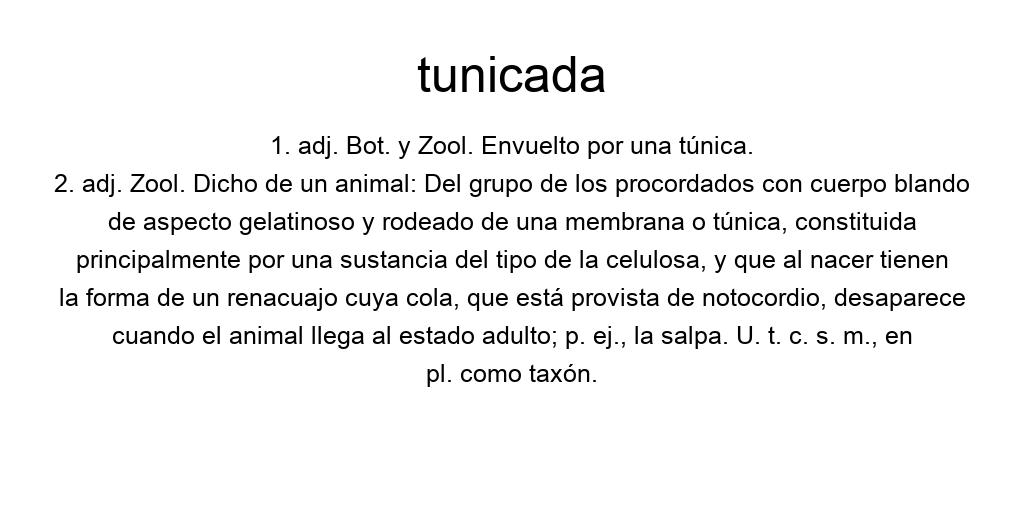 tunicada
1. adj. Bot. y Zool. Envuelto por una túnica.
2. adj. Zool. Dicho de un animal: Del grupo de los procordados con cuerpo blando
de aspecto gelatinoso y rodeado de una membrana o túnica, constituida
principalmente por una sustancia del tipo de la celulosa, y que al nacer tienen
la forma de un renacuajo cuya cola, que está provista de notocordio, desaparece
cuando el animal llega al estado adulto; p. ej., la salpa. U. t. c. s. m., en
pl. como taxón.